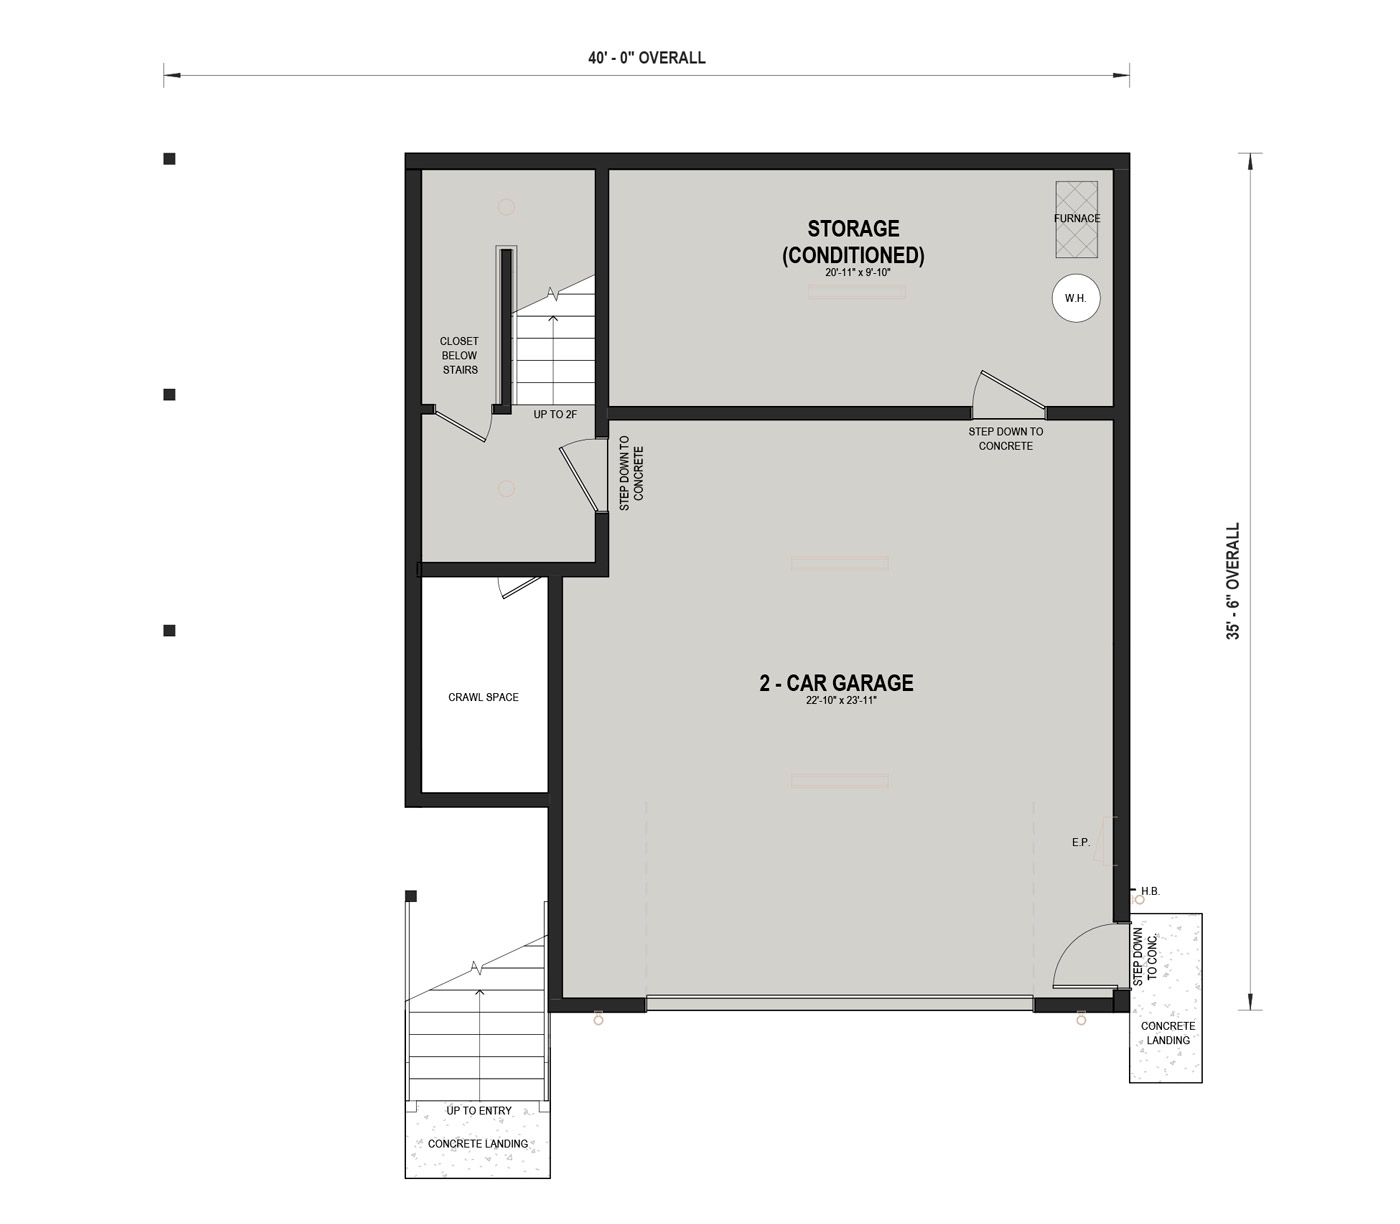 40' - 0" OVERALL
STORAGE
(CONDITIONED)
20'-11" x 9'-10"
FURNACE
W.H.
CLOSET
BELOW
STAIRS
UP TO 2F
STEP DOWN TO
CONCRETE
STEP DOWN TO
CONCRETE
35' - 6" OVERALL
2 - CAR GARAGE
22'-10" x 23'-11"
CRAWL SPACE
E.P.
H.B.
STEP DOWN
TO CONC.
CONCRETE
LANDING
UP TO ENTRY
CONCRETE LANDING